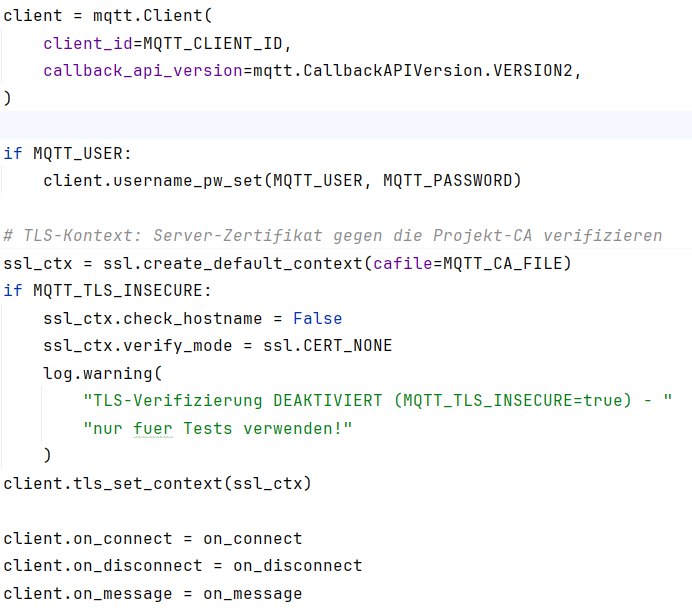 client = mqtt.Client(
    client_id=MQTT_CLIENT_ID,
    callback_api_version=mqtt.CallbackAPIVersion.VERSION2,
)

if MQTT_USER:
    client.username_pw_set(MQTT_USER, MQTT_PASSWORD)

# TLS-Kontext: Server-Zertifikat gegen die Projekt-CA verifizieren
ssl_ctx = ssl.create_default_context(cafile=MQTT_CA_FILE)
if MQTT_TLS_INSECURE:
    ssl_ctx.check_hostname = False
    ssl_ctx.verify_mode = ssl.CERT_NONE
    log.warning(
        "TLS-Verifizierung DEAKTIVIERT (MQTT_TLS_INSECURE=true) - "
        "nur fuer Tests verwenden!"
    )
client.tls_set_context(ssl_ctx)

client.on_connect = on_connect
client.on_disconnect = on_disconnect
client.on_message = on_message